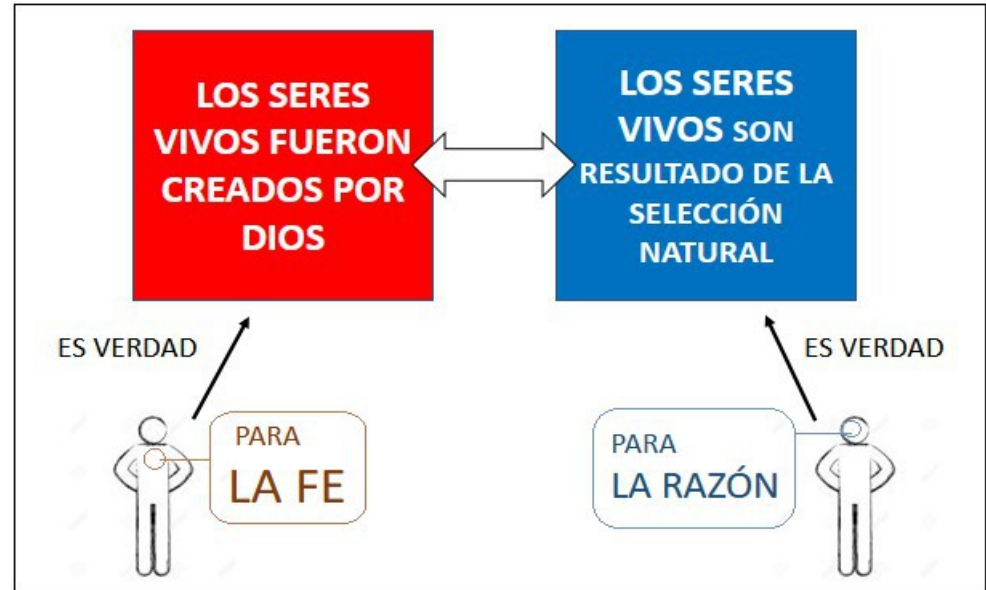 LOS SERES
VIVOS FUERON
CREADOS POR
DIOS
LOS SERES
VIVOS SON
RESULTADO DE LA
SELECCIÓN
NATURAL
ES VERDAD
ES VERDAD
PARA
LA FE
PARA
LA RAZÓN